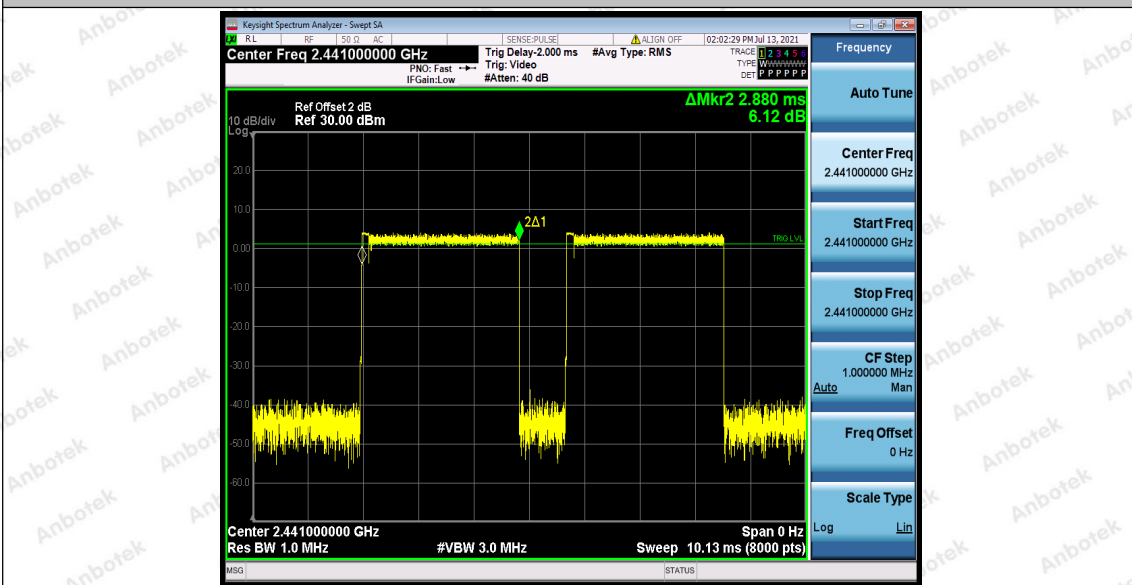 Keysight Spectrum Analyzer - Swept SA
LXI RL RF 50 Ω AC SENSE:PULSE ALIGN OFF 02:02:29 PM Jul 13, 2021
Center Freq 2.441000000 GHz
PNO: Fast
IFGain:Low
Trig Delay-2.000 ms
Trig: Video
#Atten: 40 dB
#Avg Type: RMS
TRACE 1 2 3 4 5 6
TYPE W
DET P P P P P P
ΔMkr2 2.880 ms
6.12 dB
Ref Offset 2 dB
10 dB/div Ref 30.00 dBm
Log
20.0
10.0
2Δ1
TRIG LVL
0.00
-10.0
-20.0
-30.0
-40.0
-50.0
-60.0
Center 2.441000000 GHz
Span 0 Hz
Res BW 1.0 MHz
#VBW 3.0 MHz
Sweep 10.13 ms (8000 pts)
MSG
STATUS
Frequency
Auto Tune
Center Freq
2.441000000 GHz
Start Freq
2.441000000 GHz
Stop Freq
2.441000000 GHz
CF Step
1.000000 MHz
Auto Man
Freq Offset
0 Hz
Scale Type
Log Lin
Anbotek